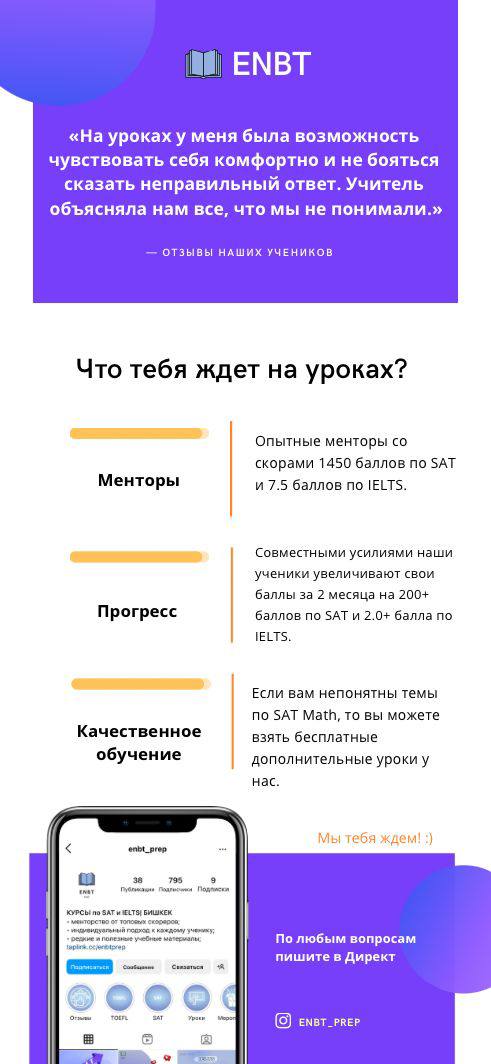 ENBT
«На уроках у меня была возможность
чувствовать себя комфортно и не бояться
сказать неправильный ответ. Учитель
объясняла нам все, что мы не понимали.»
— ОТЗЫВЫ НАШИХ УЧЕНИКОВ
Что тебя ждет на уроках?
Менторы
Опытные менторы со
скорами 1450 баллов по SAT
и 7.5 баллов по IELTS.
Прогресс
Совместными усилиями наши
ученики увеличивают свои
баллы за 2 месяца на 200+
баллов по SAT и 2.0+ балла по
IELTS.
Качественное
обучение
Если вам непонятны темы
по SAT Math, то вы можете
взять бесплатные
дополнительные уроки у
нас.
Мы тебя ждем! :)
enbt_prep
ENBT
38 795 9
Публикации Подписчики Подписки
КУРСЫ по SAT и IELTS| БИШКЕК
- менторство от топовых скореров;
- индивидуальный подход к каждому ученику;
- редкие и полезные учебные материалы;
taplink.cc/enbtprep
Подписаться Сообщение Связаться
Отзывы TOEFL SAT Уроки Мероп
По любым вопросам
пишите в Директ
ENBT_PREP